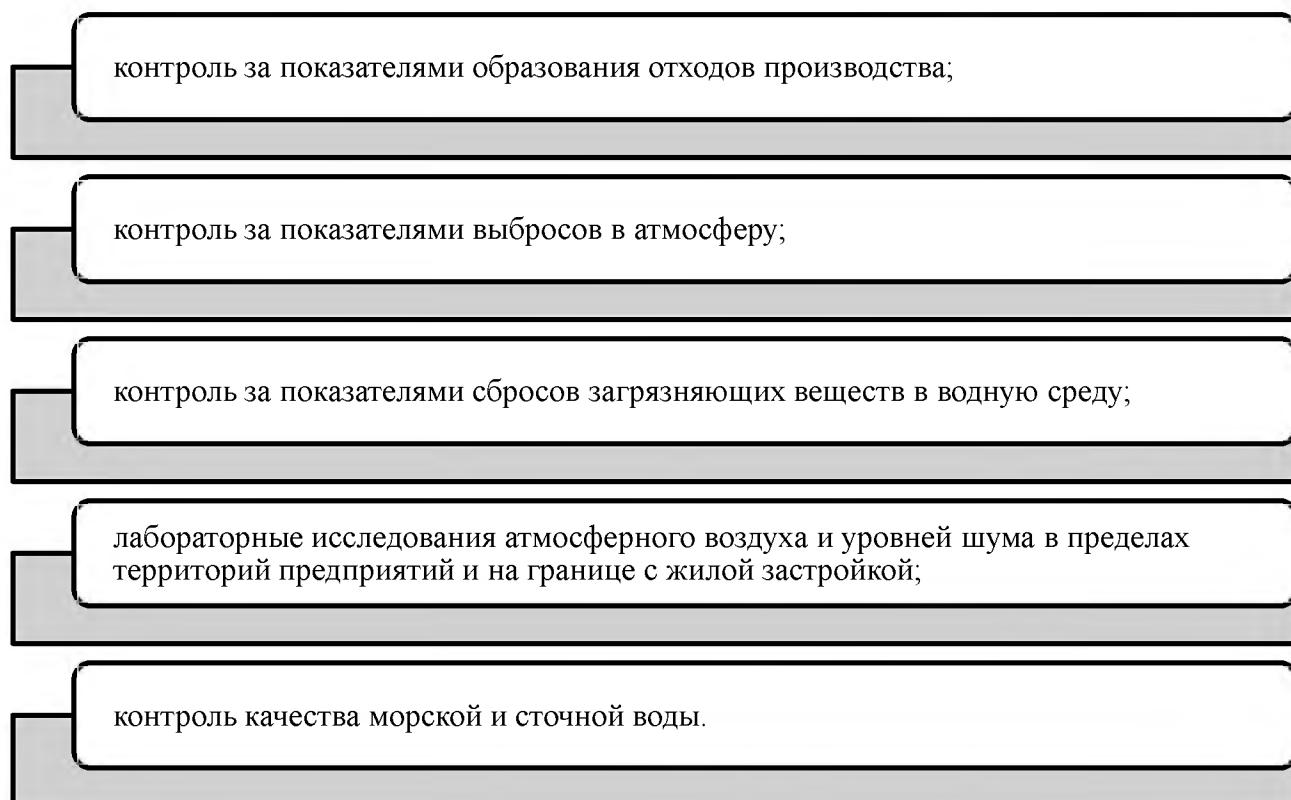 контроль за показателями образования отходов производства;
контроль за показателями выбросов в атмосферу;
контроль за показателями сбросов загрязняющих веществ в водную среду;
лабораторные исследования атмосферного воздуха и уровней шума в пределах
территорий предприятий и на границе с жилой застройкой;
контроль качества морской и сточной воды.